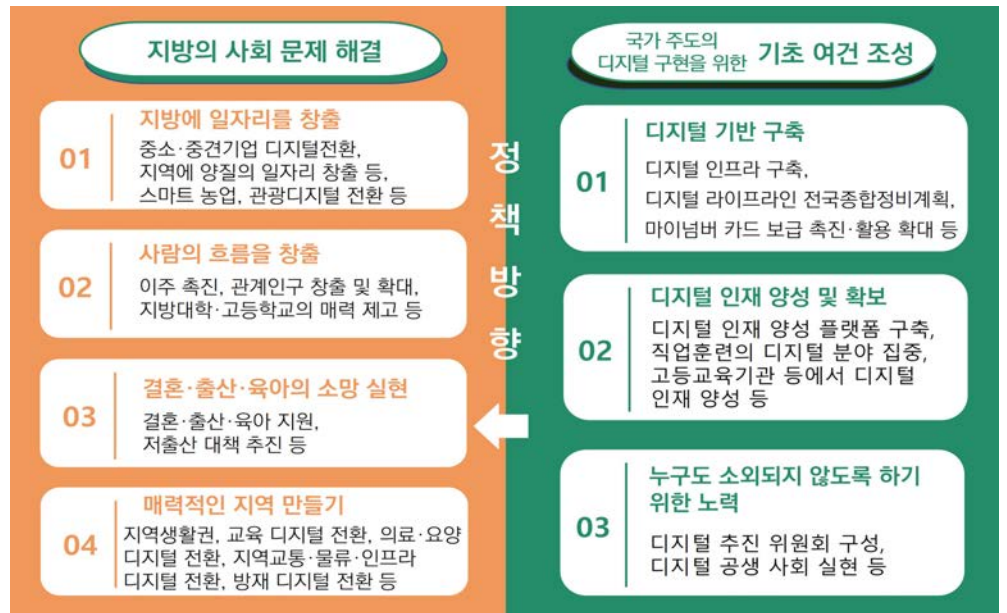 지방의 사회 문제 해결
01
지방에 일자리를 창출
중소·중견기업 디지털전환,
지역에 양질의 일자리 창출 등,
스마트 농업, 관광디지털 전환 등
02
사람의 흐름을 창출
이주 촉진, 관계인구 창출 및 확대,
지방대학·고등학교의 매력 제고 등
03
결혼·출산·육아의 소망 실현
결혼·출산·육아 지원,
저출산 대책 추진 등
04
매력적인 지역 만들기
지역생활권, 교육 디지털 전환, 의료·요양
디지털 전환, 지역교통·물류·인프라
디지털 전환, 방재 디지털 전환 등
정
책
방
향
국가 주도의
디지털 구현을 위한 기초 여건 조성
01
디지털 기반 구축
디지털 인프라 구축,
디지털 라이프라인 전국종합정비계획,
마이넘버 카드 보급 촉진·활용 확대 등
02
디지털 인재 양성 및 확보
디지털 인재 양성 플랫폼 구축,
직업훈련의 디지털 분야 집중,
고등교육기관 등에서 디지털
인재 양성 등
03
누구도 소외되지 않도록 하기
위한 노력
디지털 추진 위원회 구성,
디지털 공생 사회 실현 등